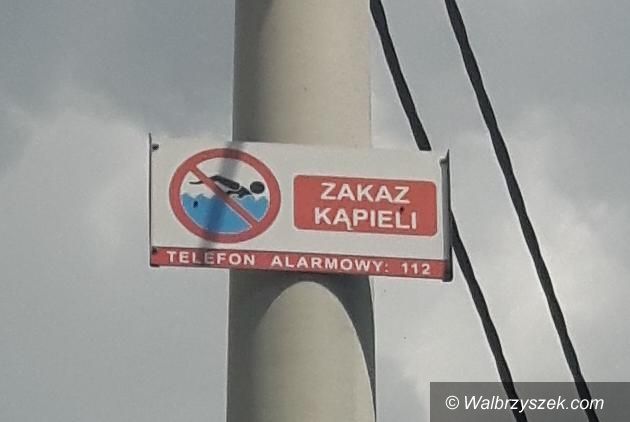 ZAKAZ
KĄPIELI
TELEFON ALARMOWY: 112
© Walbrzyszek.com